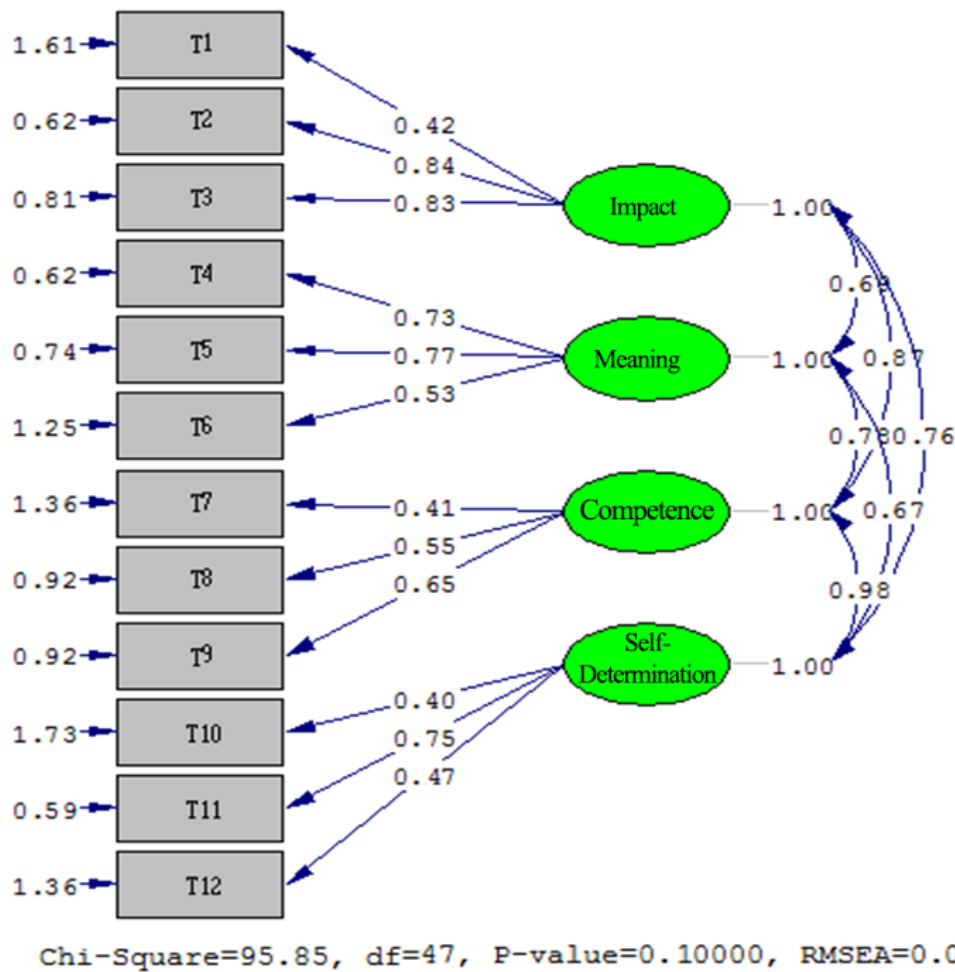 1.61 T1
0.42
0.62 T2
0.84
0.81 T3
0.83
Impact 1.00
0.62 T4
0.69
0.73
0.74 T5
0.77
Meaning 1.00
0.87
0.53
1.25 T6
0.78 0.76
1.36 T7
0.41
Competence 1.00
0.67
0.55
0.92 T8
0.65
0.98
0.92 T9
Self-
Determination 1.00
0.40
1.73 T10
0.75
0.47
0.59 T11
1.36 T12
Chi-Square=95.85, df=47, P-value=0.10000, RMSEA=0.0